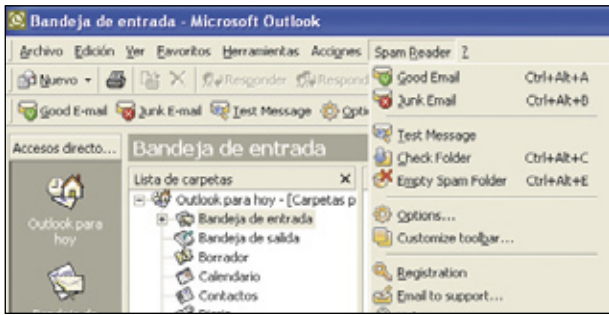 Bandeja de entrada - Microsoft Outlook
Archivo Edición Ver Favoritos Herramientas Acciones Spam Reader ?
Nuevo Responder Respond
Good E-mail Junk E-mail Test Message Opti
Good Email Ctrl+Alt+A
Junk Email Ctrl+Alt+B
Test Message
Check Folder Ctrl+Alt+C
Empty Spam Folder Ctrl+Alt+E
Options...
Customize toolbar...
Registration
Email to support...
Accesos directo... Bandeja de entrada
Lista de carpetas
Outlook para hoy - [Carpetas p
Bandeja de entrada
Bandeja de salida
Borrador
Calendario
Contactos
Outlook para
hoy